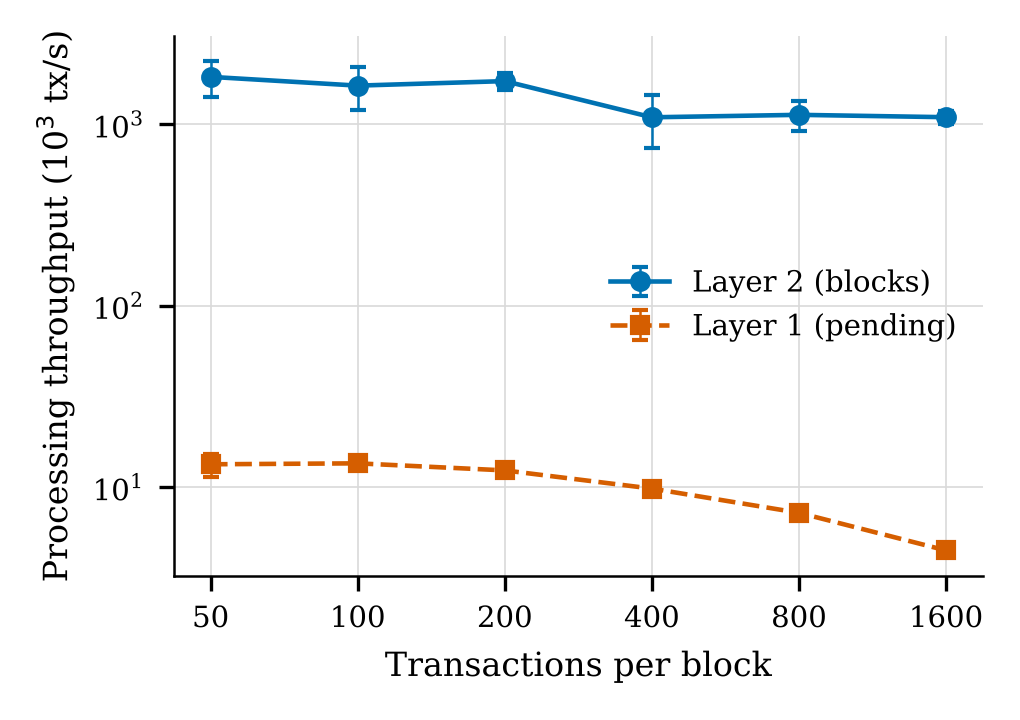 Processing throughput (10³ tx/s)
10³
10²
10¹
Layer 2 (blocks)
Layer 1 (pending)
50 100 200 400 800 1600
Transactions per block